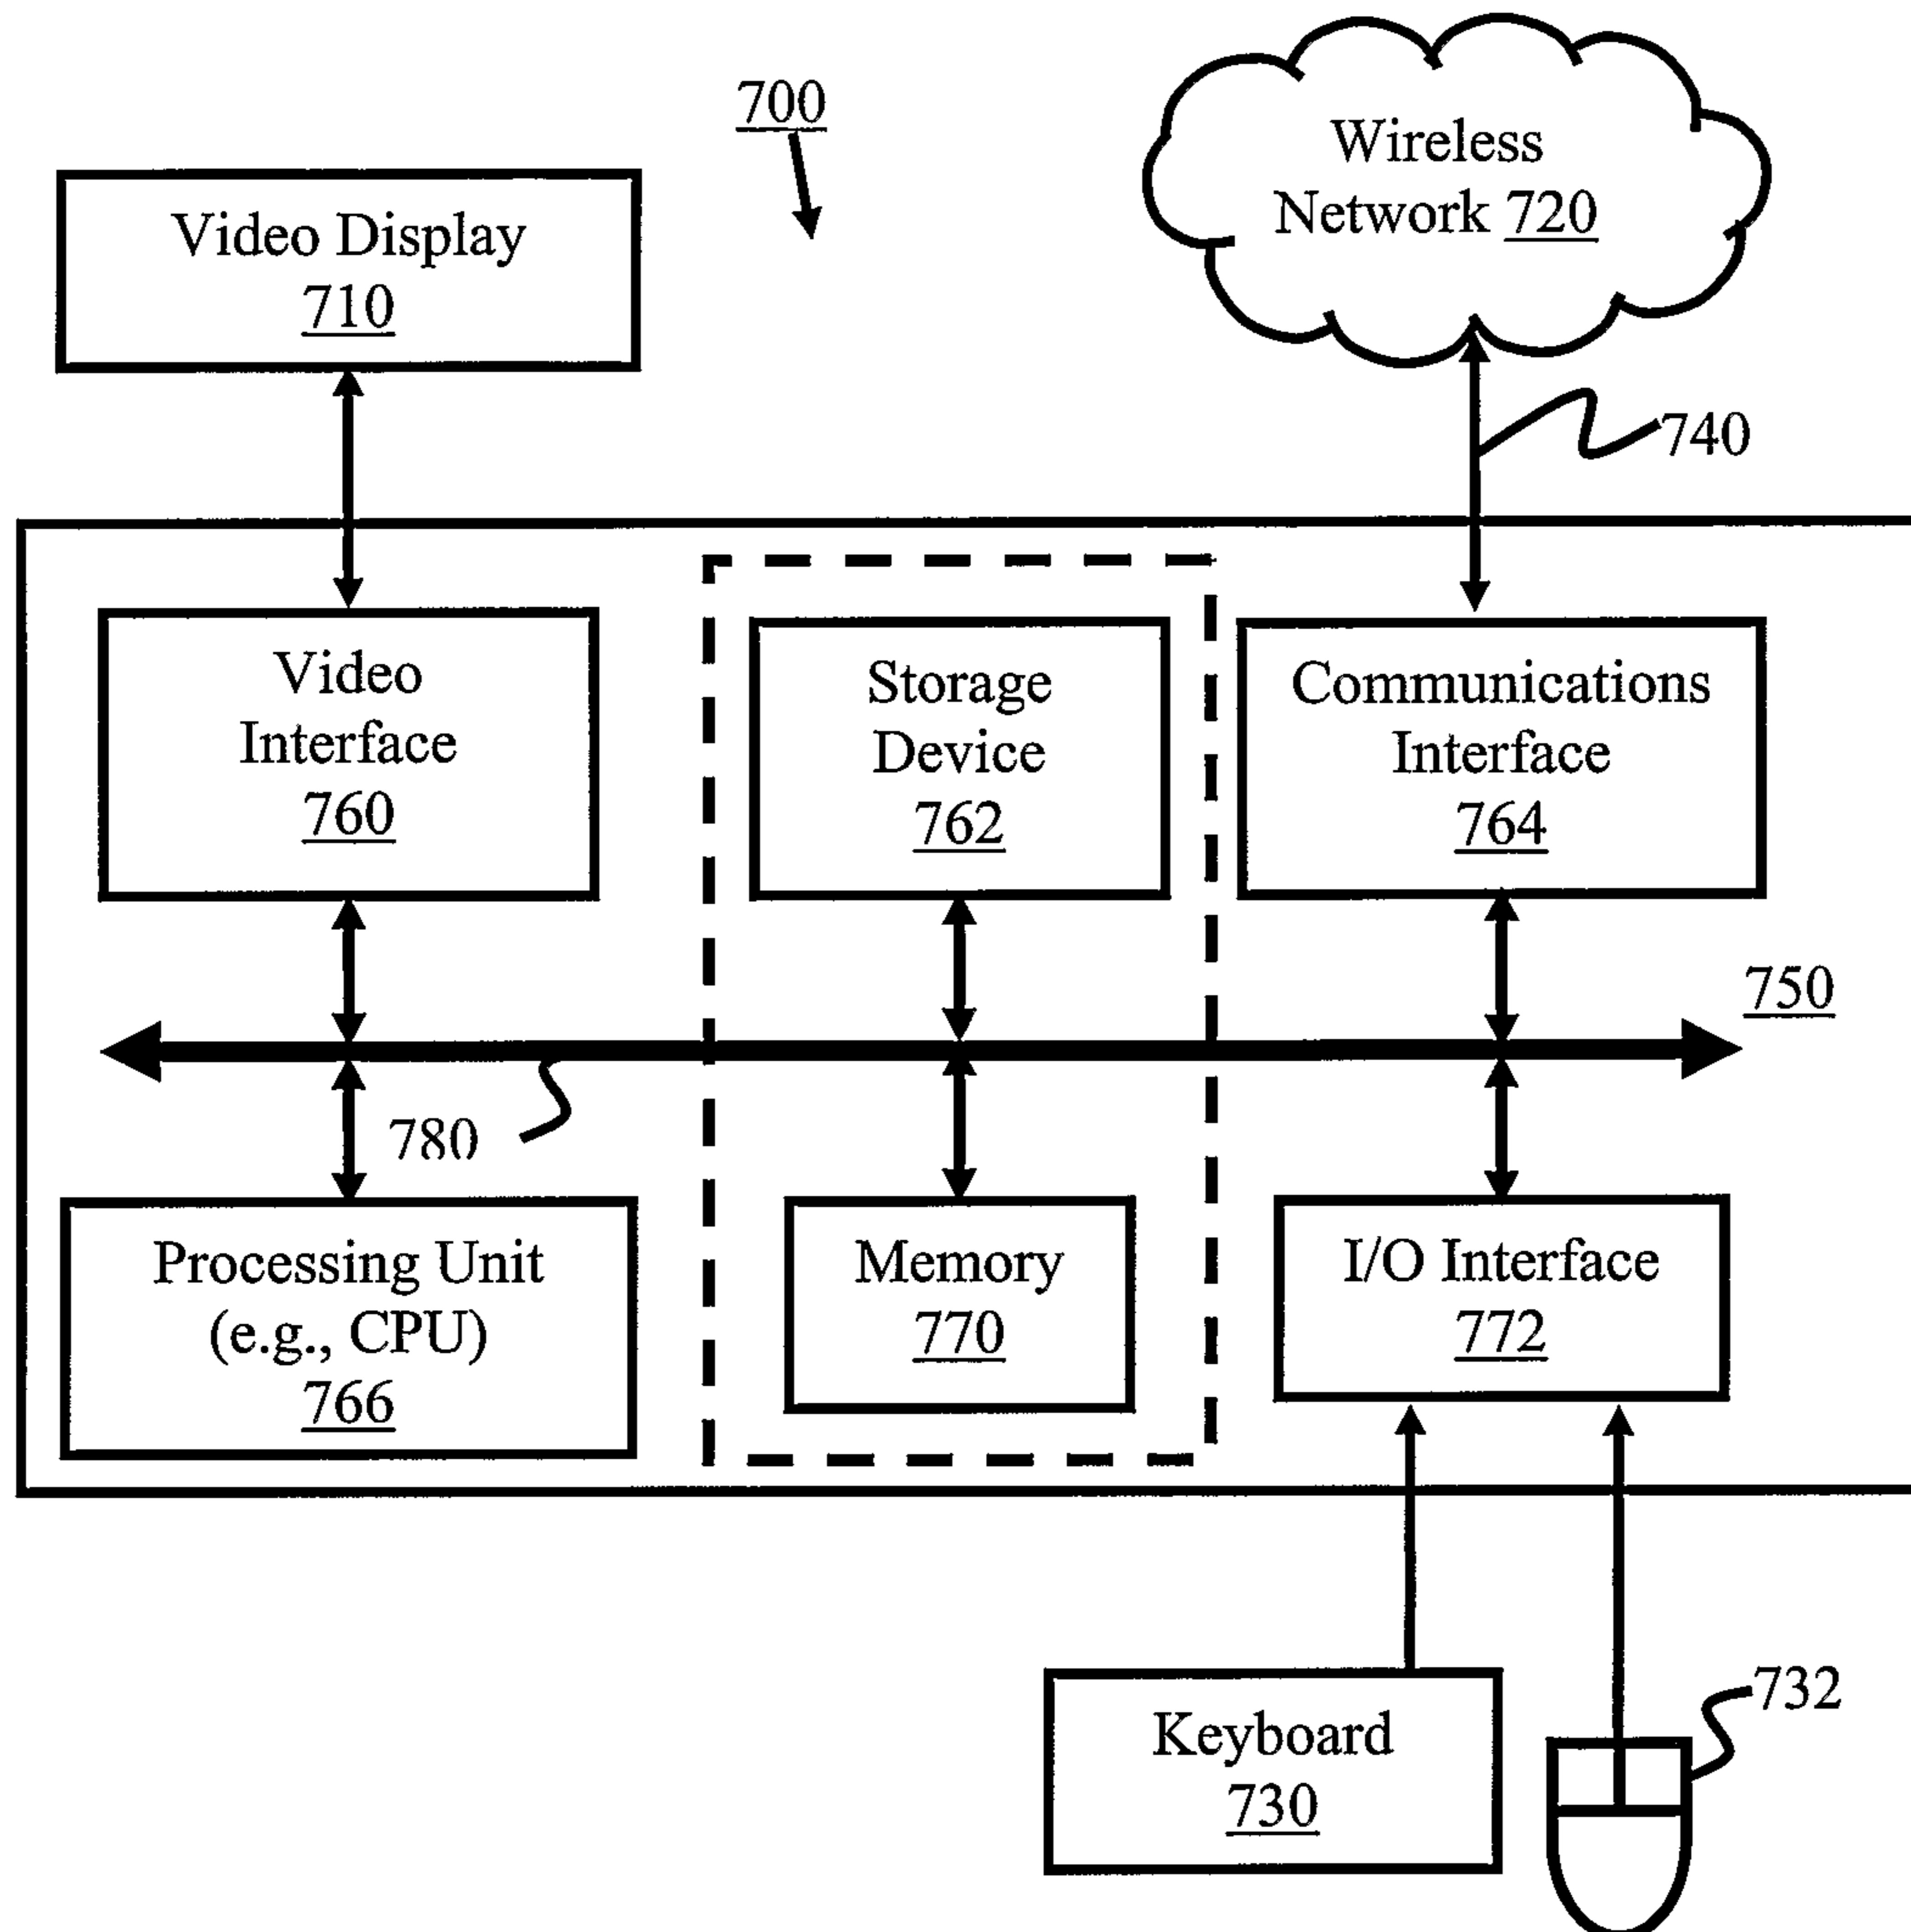 700
Video Display
710
Wireless
Network 720
740
Video
Interface
760
Storage
Device
762
Communications
Interface
764
750
780
Processing Unit
(e.g., CPU)
766
Memory
770
I/O Interface
772
Keyboard
730
732